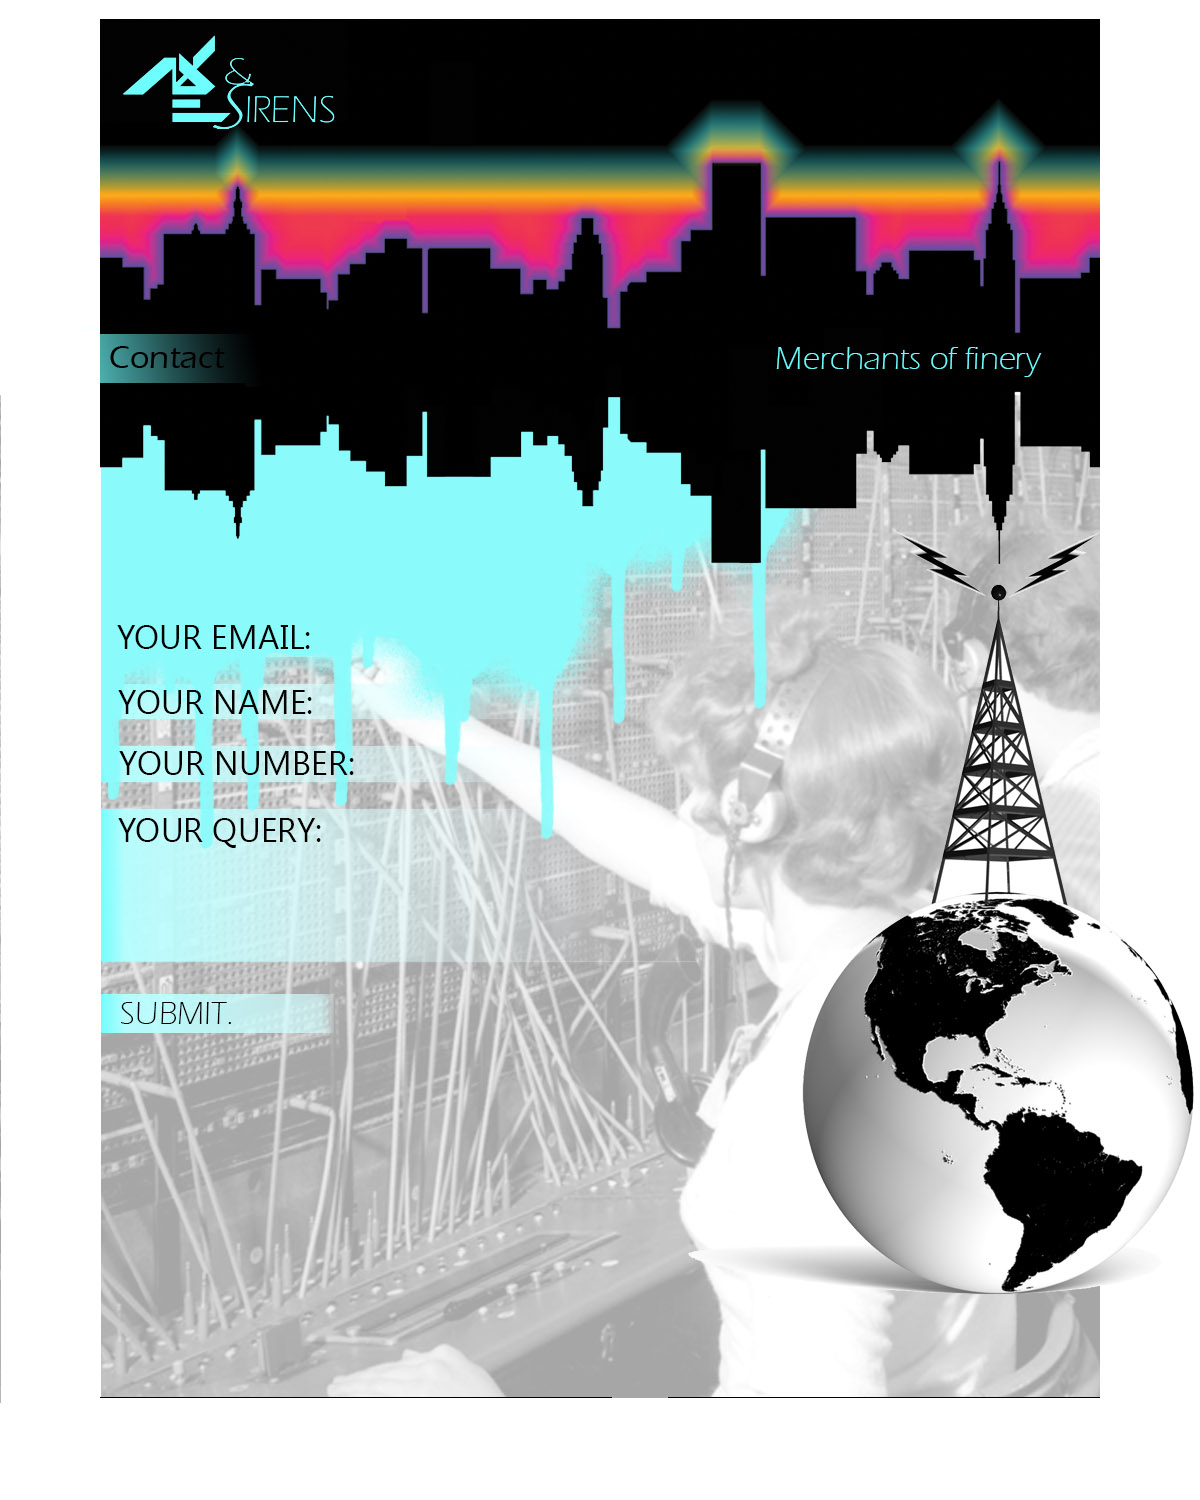 &
SIRENS
Contact
Merchants of finery
YOUR EMAIL:
YOUR NAME:
YOUR NUMBER:
YOUR QUERY:
SUBMIT.